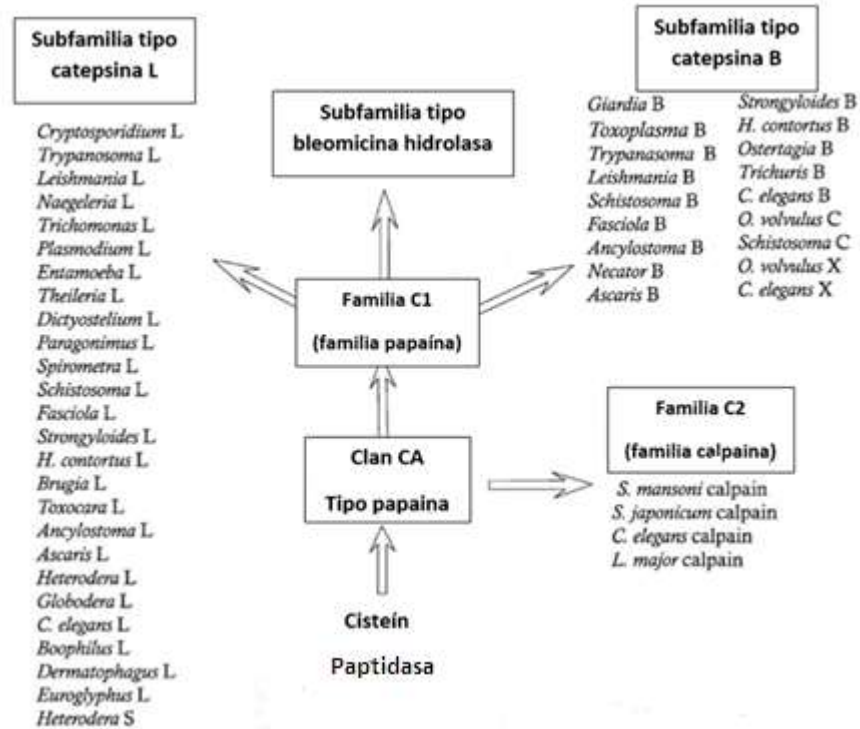 Subfamilia tipo
catepsina L
Cryptosporidium L
Trypanosoma L
Leishmania L
Naegeleria L
Trichomonas L
Plasmodium L
Entamoeba L
Theileria L
Dictyostelium L
Paragonimus L
Spirometra L
Schistosoma L
Fasciola L
Strongyloides L
H. contortus L
Brugia L
Toxocara L
Ancylostoma L
Ascaris L
Heterodera L
Globodera L
C. elegans L
Boophilus L
Dermatophagus L
Euroglyphus L
Heterodera S
Subfamilia tipo
bleomicina hidrolasa
Subfamilia tipo
catepsina B
Giardia B
Toxoplasma B
Trypanasoma B
Leishmania B
Schistosoma B
Fasciola B
Ancylostoma B
Necator B
Ascaris B
Strongyloides B
H. contortus B
Ostertagia B
Trichuris B
C. elegans B
O. volvulus C
Schistosoma C
O. volvulus X
C. elegans X
Familia C1
(familia papaína)
Familia C2
(familia calpaina)
S. mansoni calpain
S. japonicum calpain
C. elegans calpain
L. major calpain
Clan CA
Tipo papaina
Cisteín
Paptidasa